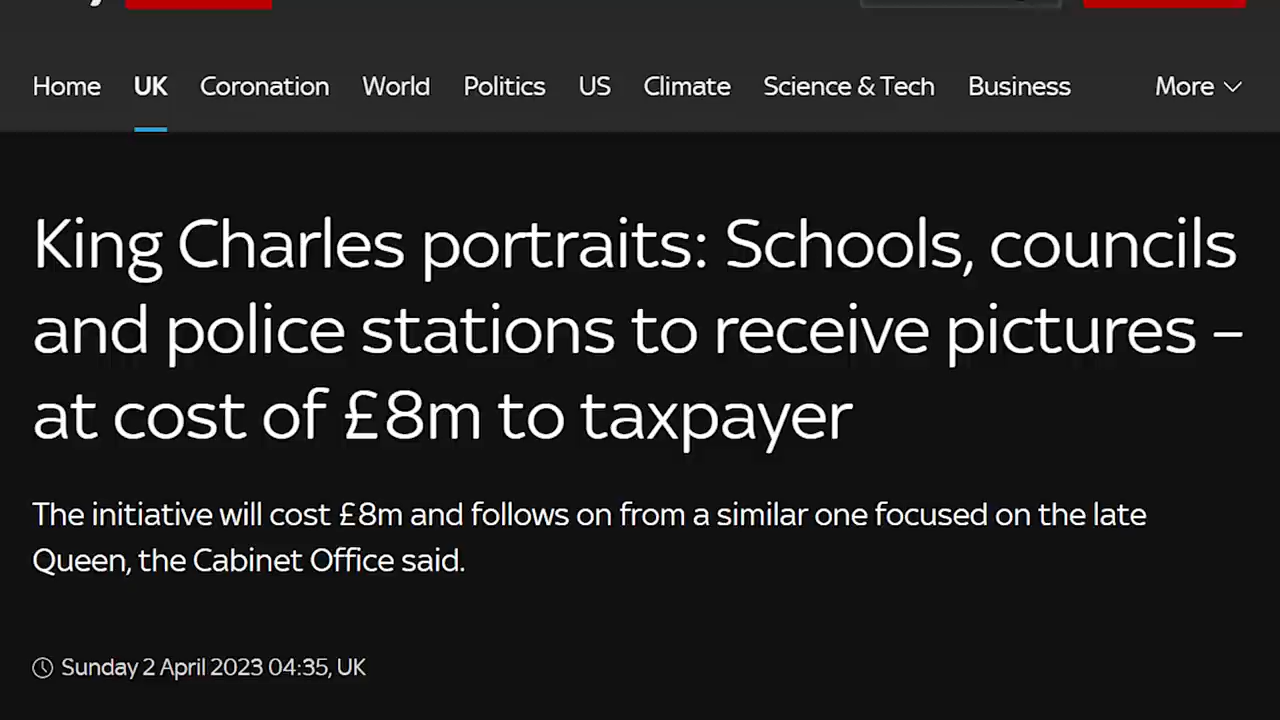 Home UK Coronation World Politics US Climate Science & Tech Business More
King Charles portraits: Schools, councils
and police stations to receive pictures –
at cost of £8m to taxpayer
The initiative will cost £8m and follows on from a similar one focused on the late
Queen, the Cabinet Office said.
Sunday 2 April 2023 04:35, UK